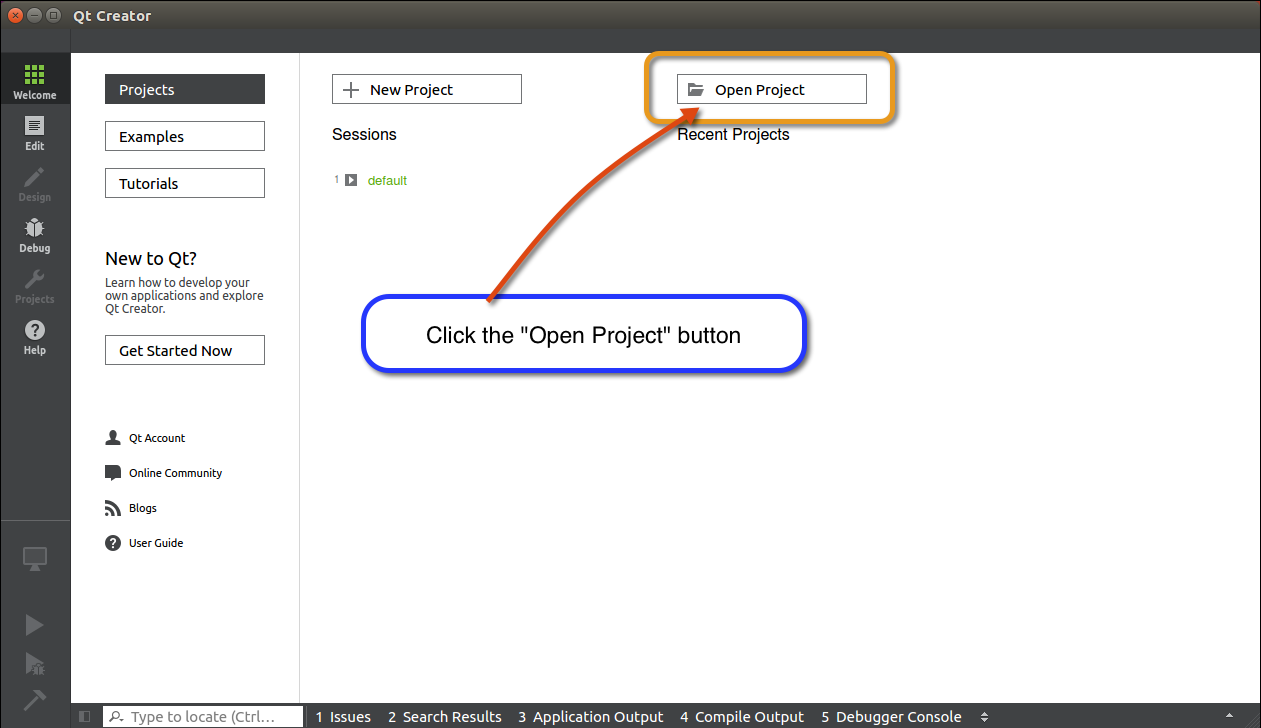 Qt Creator
Welcome
Edit
Design
Debug
Projects
Help
Projects
Examples
Tutorials
New to Qt?
Learn how to develop your
own applications and explore
Qt Creator.
Get Started Now
Qt Account
Online Community
Blogs
User Guide
New Project
Open Project
Sessions
Recent Projects
1 default
Click the "Open Project" button
Type to locate (Ctrl...
1 Issues 2 Search Results 3 Application Output 4 Compile Output 5 Debugger Console